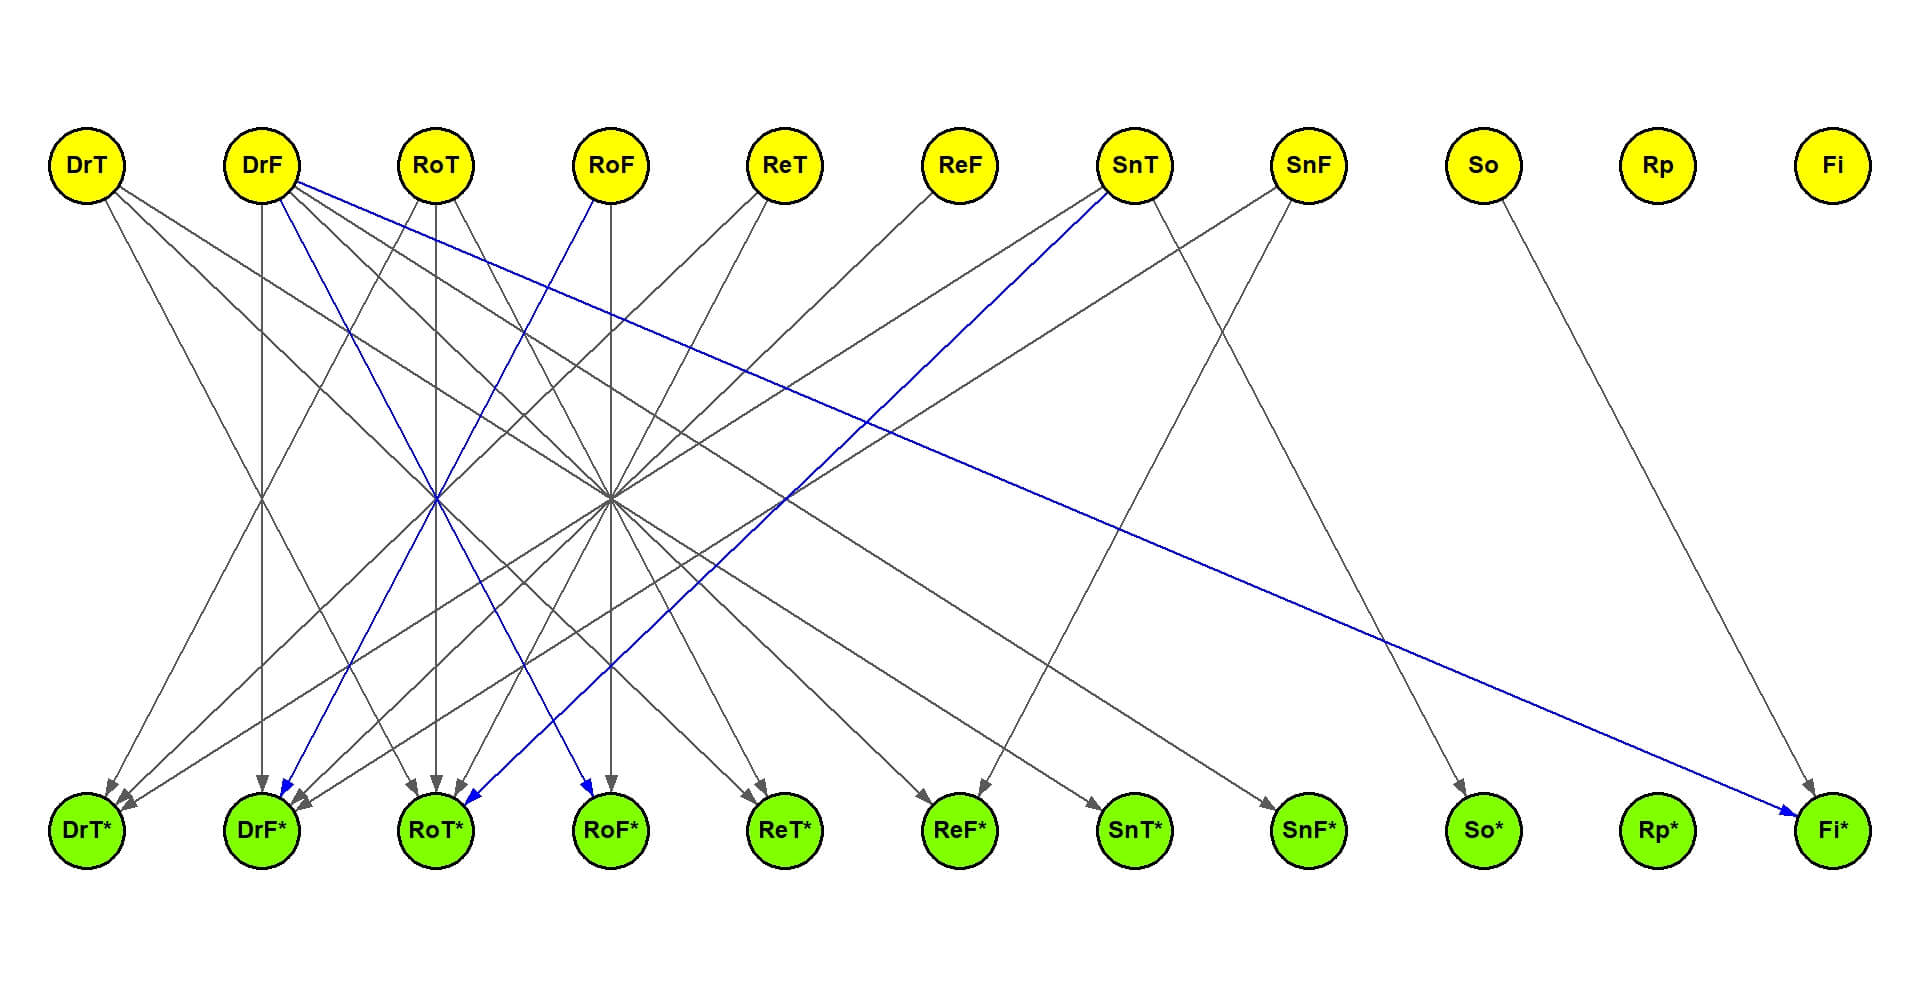 DrT DrF RoT RoF ReT ReF SnT SnF So Rp Fi
DrT* DrF* RoT* RoF* ReT* ReF* SnT* SnF* So* Rp* Fi*